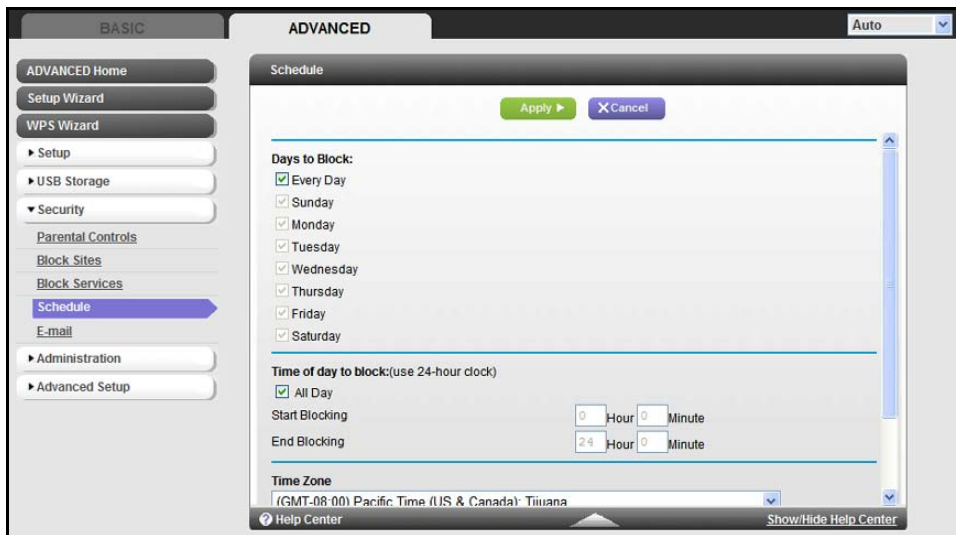 BASIC
ADVANCED
Auto
ADVANCED Home
Setup Wizard
WPS Wizard
Setup
USB Storage
Security
Parental Controls
Block Sites
Block Services
Schedule
E-mail
Administration
Advanced Setup
Schedule
Apply
Cancel
Days to Block:
Every Day
Sunday
Monday
Tuesday
Wednesday
Thursday
Friday
Saturday
Time of day to block:(use 24-hour clock)
All Day
Start Blocking 0 Hour 0 Minute
End Blocking 24 Hour 0 Minute
Time Zone
(GMT-08:00) Pacific Time (US & Canada); Tijuana
Help Center
Show/Hide Help Center